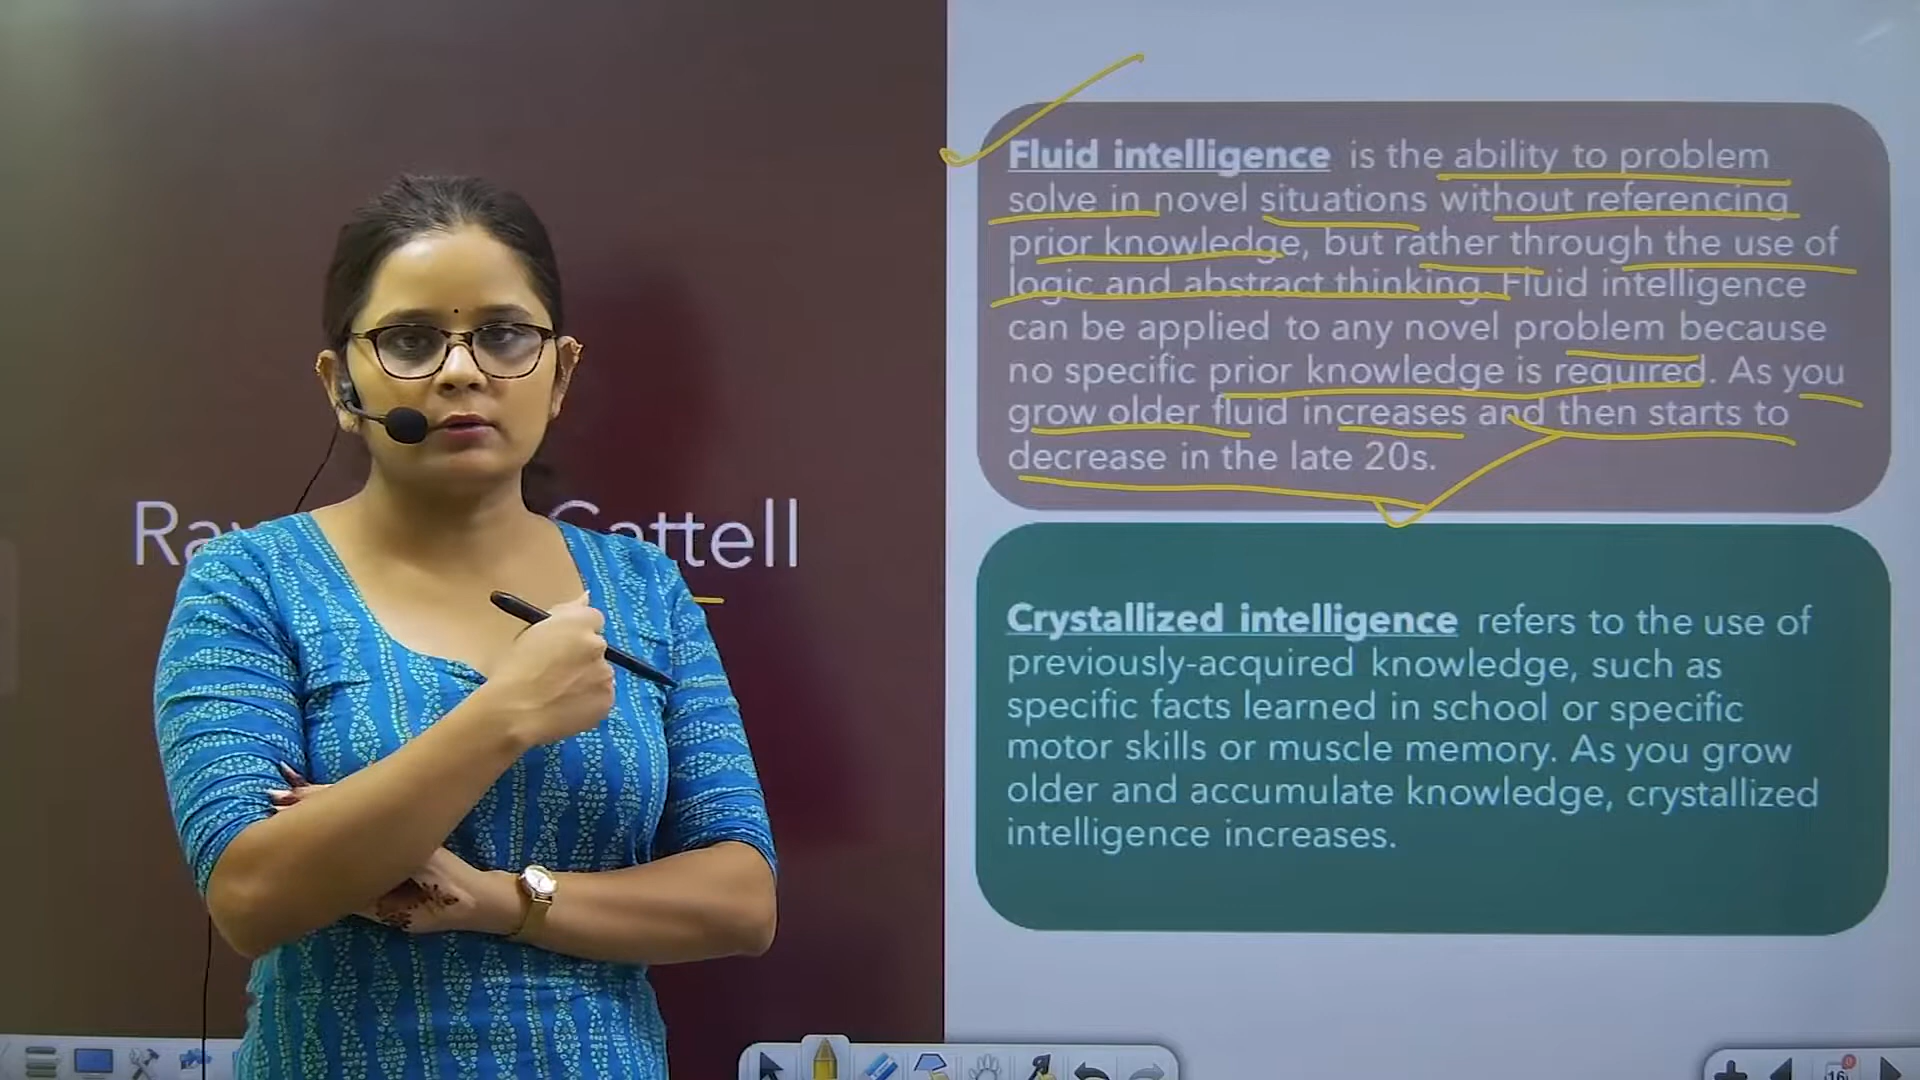 Cattell
Fluid intelligence is the ability to problem
solve in novel situations without referencing
prior knowledge, but rather through the use of
logic and abstract thinking. Fluid intelligence
can be applied to any novel problem because
no specific prior knowledge is required. As you
grow older fluid increases and then starts to
decrease in the late 20s.
Crystallized intelligence refers to the use of
previously-acquired knowledge, such as
specific facts learned in school or specific
motor skills or muscle memory. As you grow
older and accumulate knowledge, crystallized
intelligence increases.
16